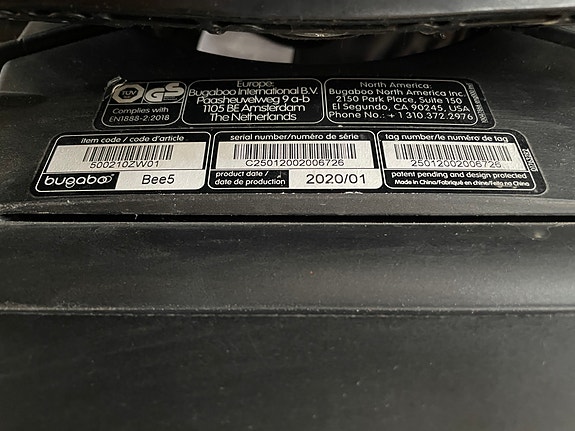 TÜV
GS
Complies with
EN1888-2:2018
Europe:
Bugaboo International B.V.
Paasheuvelweg 9 a-b
1105 BE Amsterdam
The Netherlands
North America:
Bugaboo North America Inc
2150 Park Place, Suite 150
El Segundo, CA 90245, USA
Phone No.: + 1 310.372.2976
item code / code d'article
500210ZW01
bugaboo
Bee5
serial number/numéro de série
C25012002006726
product date/
date de production
2020/01
tag number/le numéro de tag
25012002006726
patent pending and design protected
Made in China/Fabriqué en chine/Feito na China